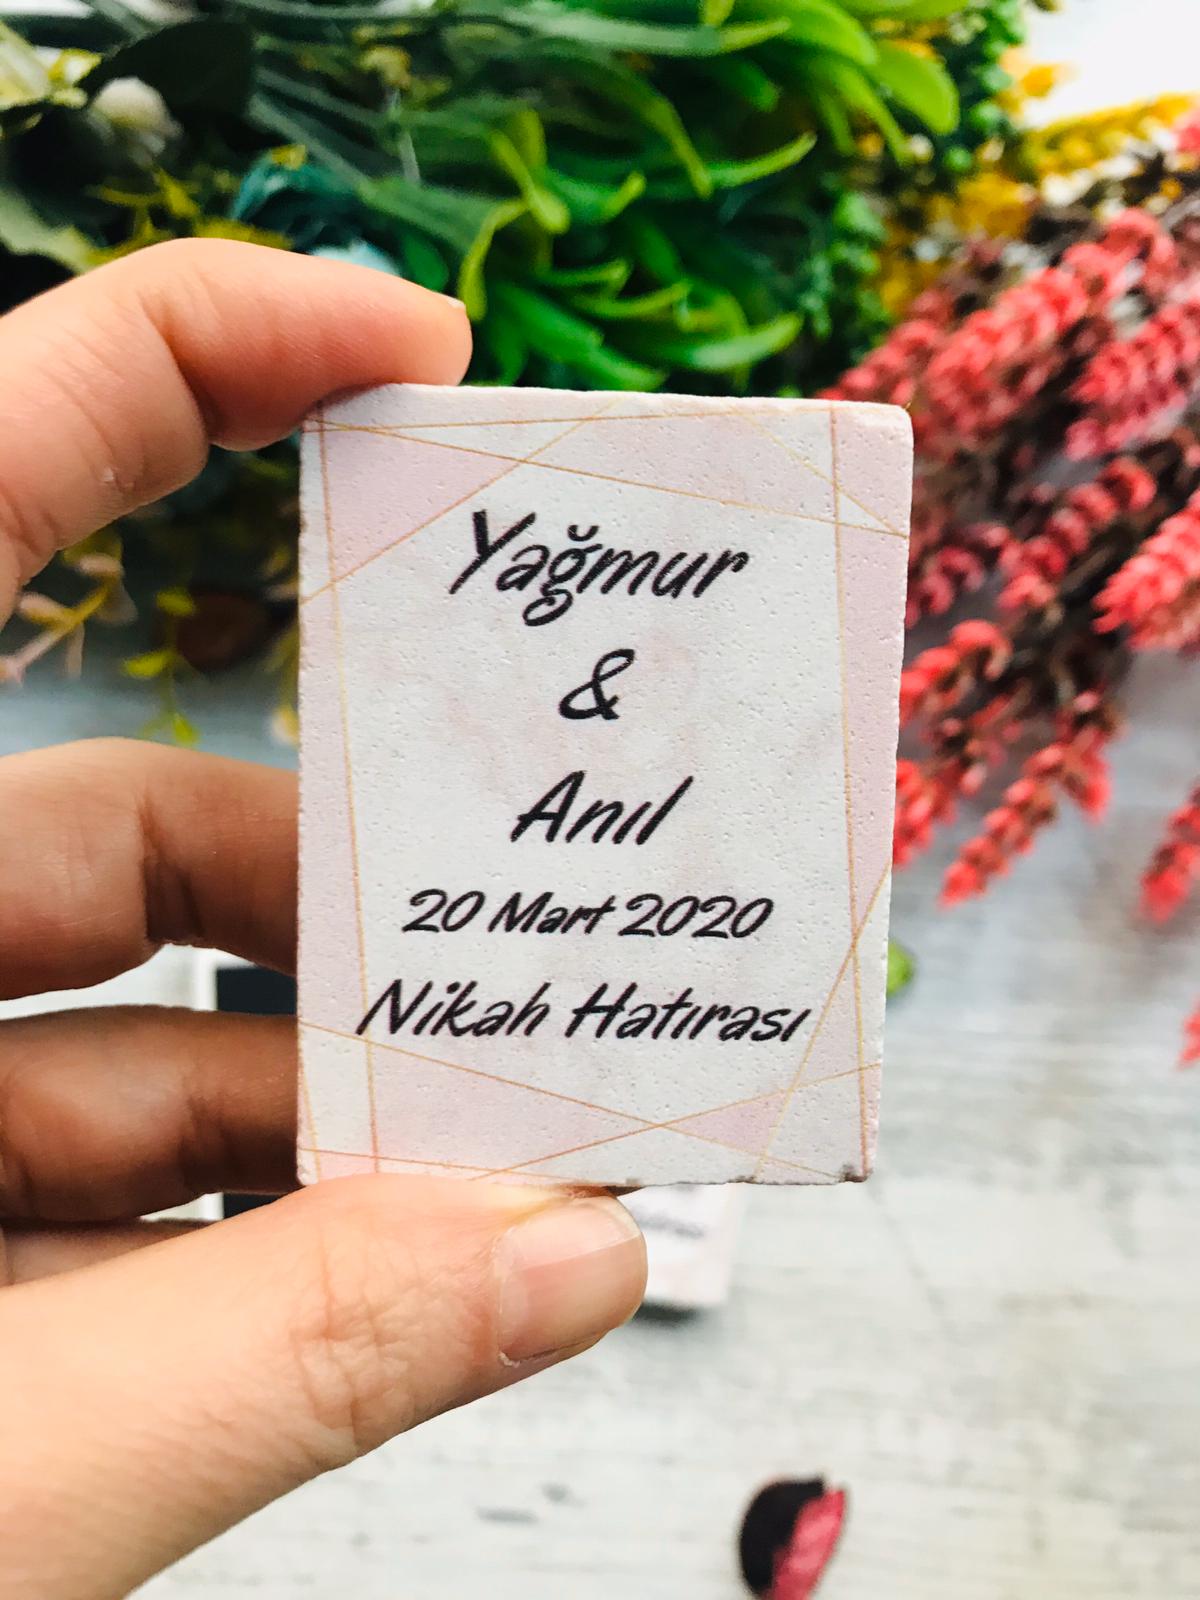 Yağmur
&
Anıl
20 Mart 2020
Nikah Hatırası